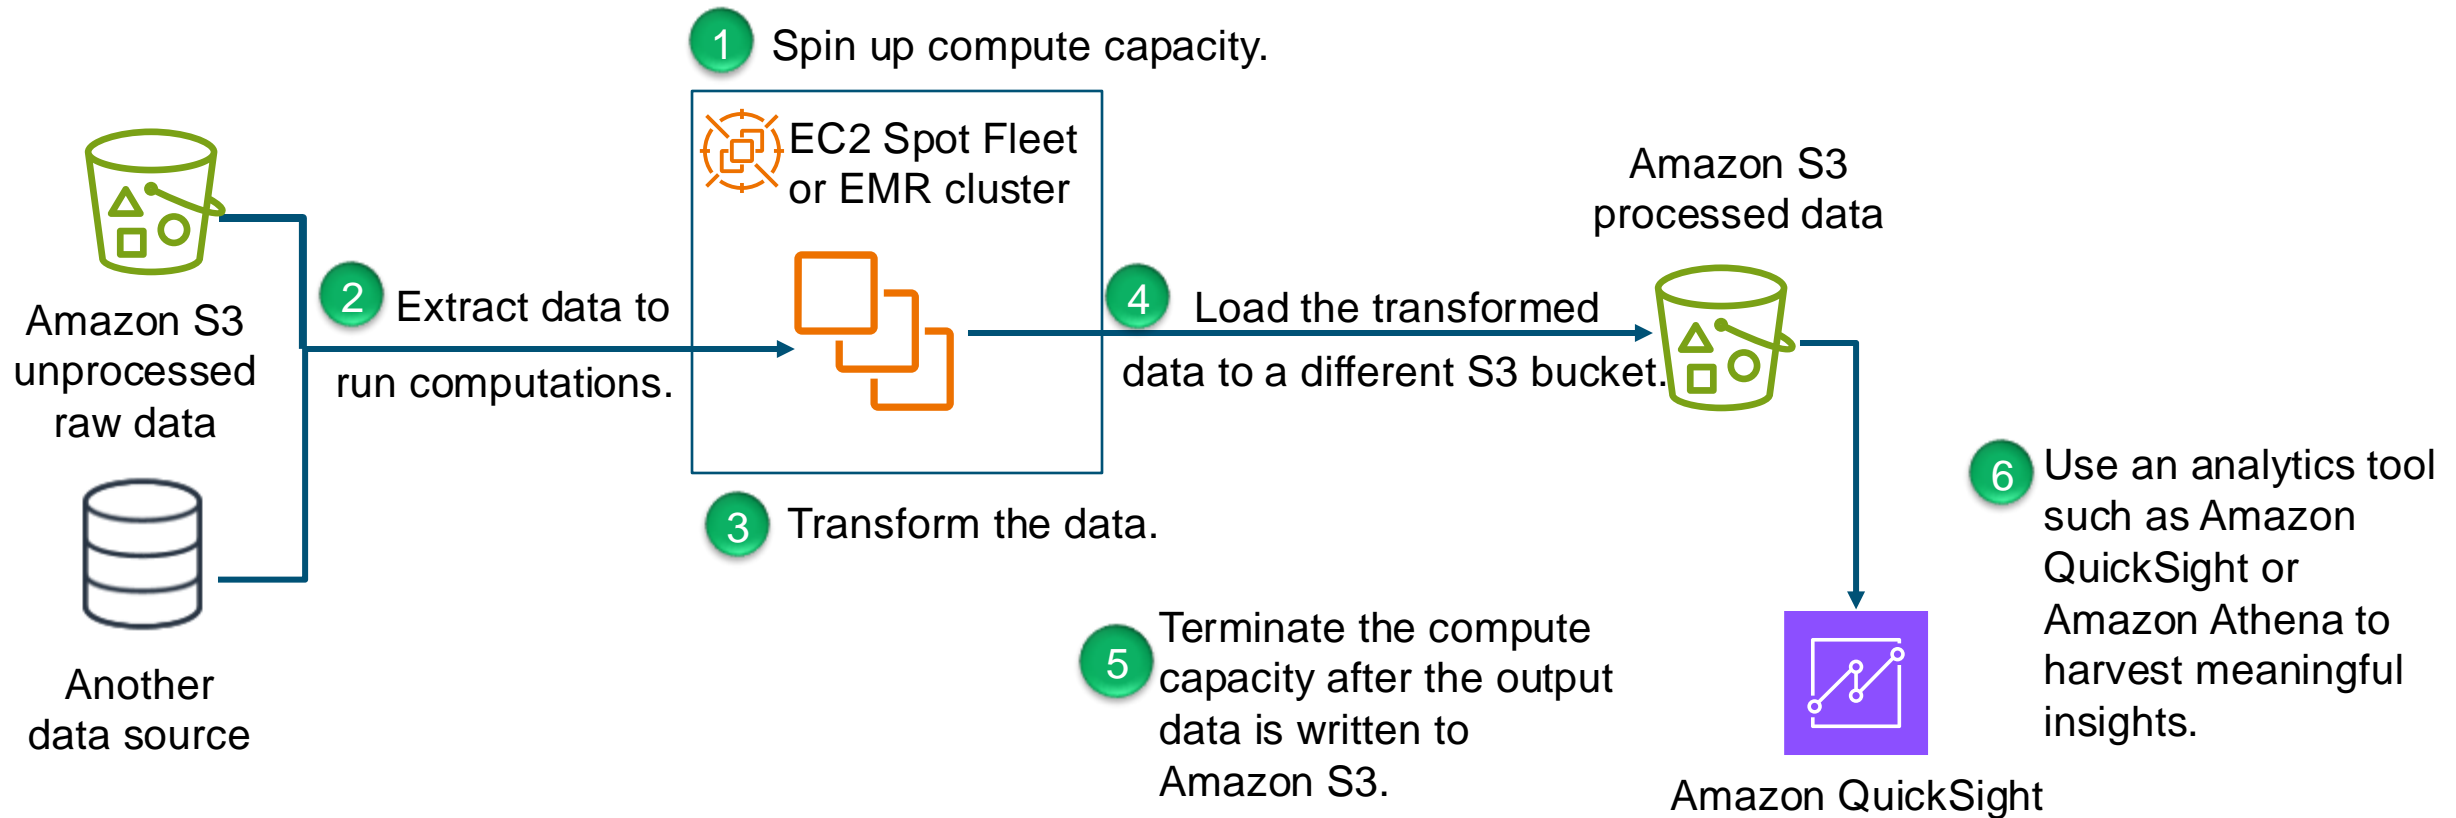 1 Spin up compute capacity.
EC2 Spot Fleet
or EMR cluster
Amazon S3
unprocessed
raw data
Another
data source
2 Extract data to
run computations.
3 Transform the data.
4 Load the transformed
data to a different S3 bucket.
Amazon S3
processed data
5 Terminate the compute
capacity after the output
data is written to
Amazon S3.
6 Use an analytics tool
such as Amazon
QuickSight or
Amazon Athena to
harvest meaningful
insights.
Amazon QuickSight